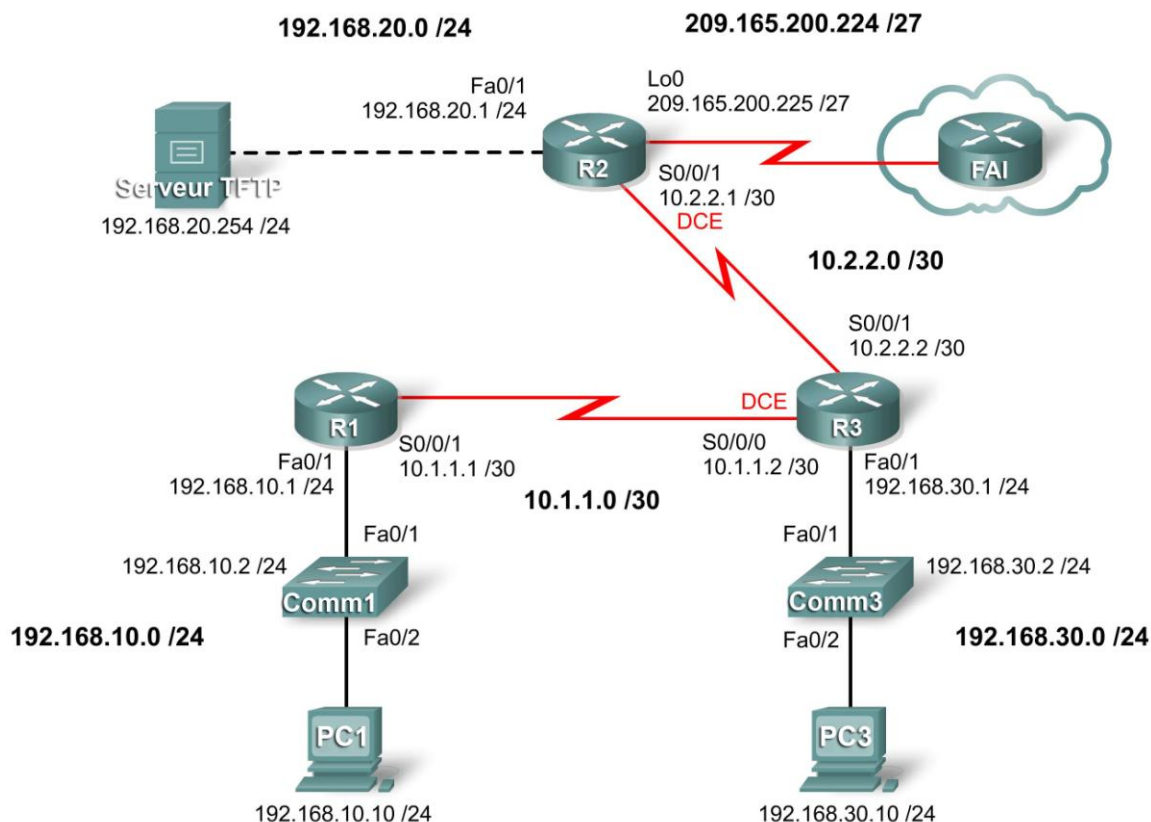 192.168.20.0 /24
209.165.200.224 /27
Fa0/1
192.168.20.1 /24
Lo0
209.165.200.225 /27
R2
FAI
Serveur TFTP
192.168.20.254 /24
S0/0/1
10.2.2.1 /30
DCE
10.2.2.0 /30
S0/0/1
10.2.2.2 /30
R1
DCE
R3
S0/0/1
10.1.1.1 /30
S0/0/0
10.1.1.2 /30
Fa0/1
192.168.10.1 /24
Fa0/1
192.168.30.1 /24
10.1.1.0 /30
Fa0/1
Fa0/1
192.168.10.2 /24
192.168.30.2 /24
Comm1
Comm3
192.168.10.0 /24
Fa0/2
Fa0/2
192.168.30.0 /24
PC1
PC3
192.168.10.10 /24
192.168.30.10 /24